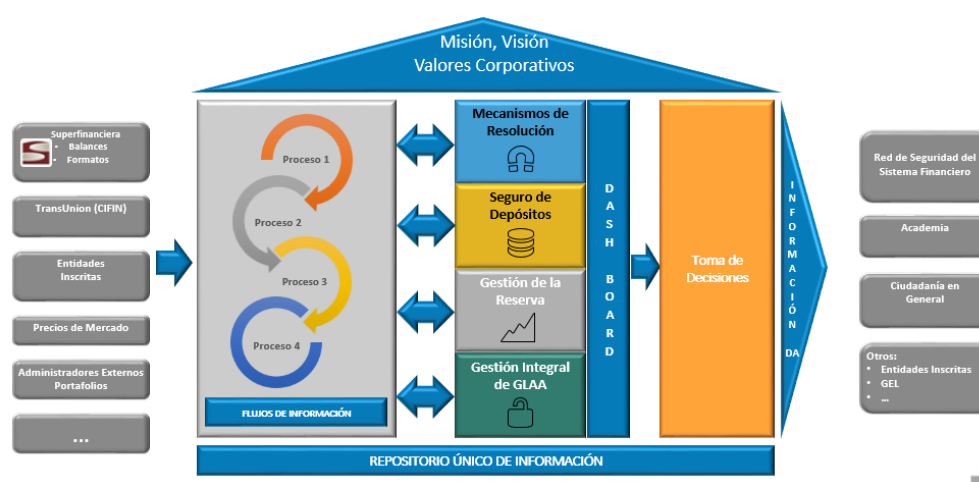 Misión, Visión
Valores Corporativos
Superfinanciera
• Balances
• Formatos
TransUnion (CIFIN)
Entidades
Inscritas
Precios de Mercado
Administradores Externos
Portafolios
...
Proceso 1
Proceso 2
Proceso 3
Proceso 4
FLUJOS DE INFORMACIÓN
Mecanismos de
Resolución
Seguro de
Depósitos
Gestión de la
Reserva
Gestión Integral
de GLAA
DASH BOARD
Toma de
Decisiones
INFORMACIÓN
DA
Red de Seguridad del
Sistema Financiero
Academia
Ciudadanía en
General
Otros:
• Entidades Inscritas
• GEL
• ...
REPOSITORIO ÚNICO DE INFORMACIÓN